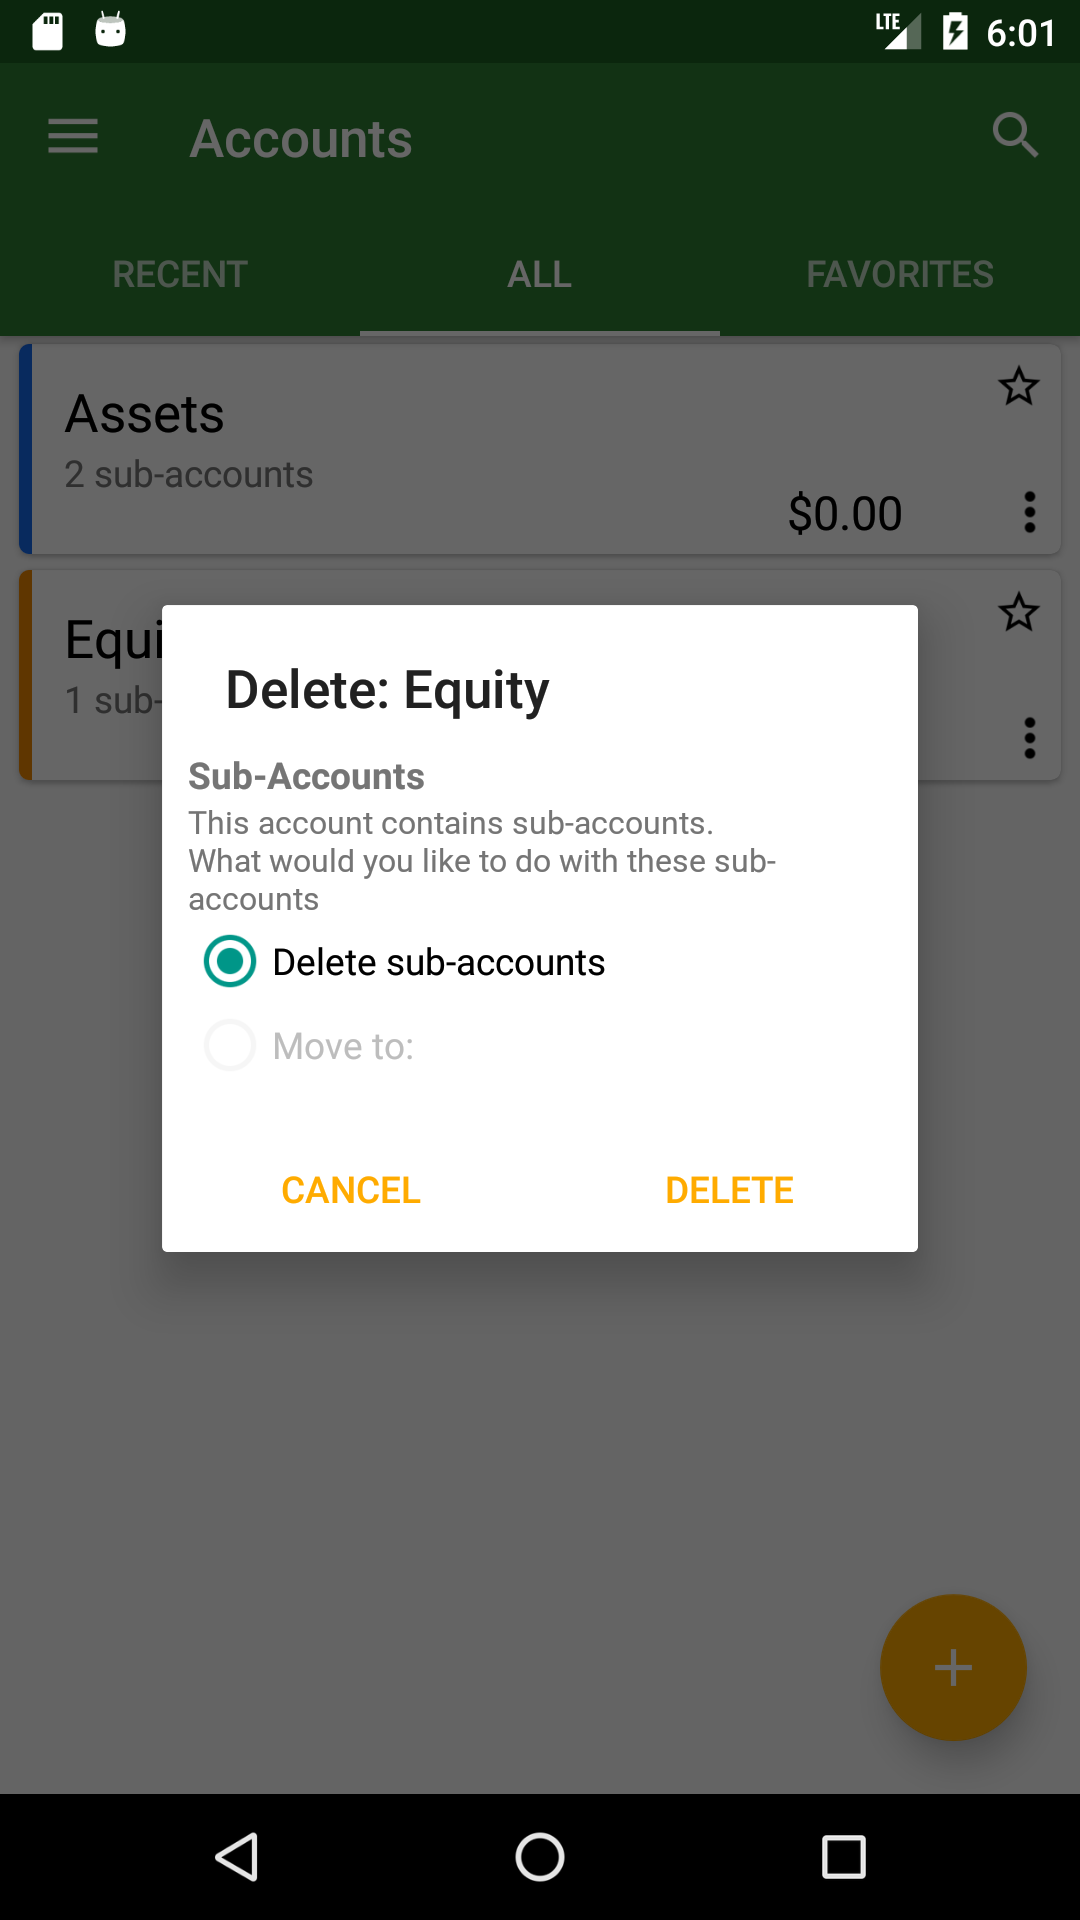 LTE 6:01
Accounts
RECENT ALL FAVORITES
Assets
2 sub-accounts
$0.00
Equi
1 sub-
Delete: Equity
Sub-Accounts
This account contains sub-accounts.
What would you like to do with these sub-
accounts
Delete sub-accounts
Move to:
CANCEL DELETE